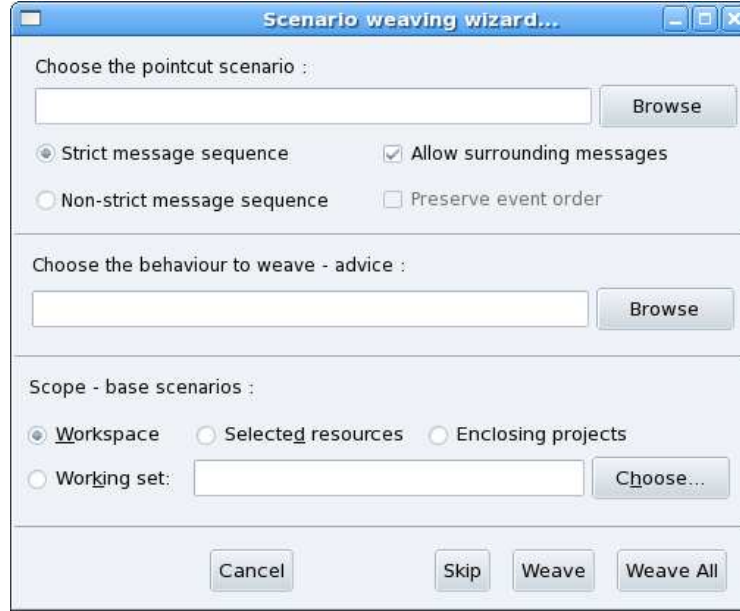 Scenario weaving wizard...
Choose the pointcut scenario :
Browse
Strict message sequence
Allow surrounding messages
Non-strict message sequence
Preserve event order
Choose the behaviour to weave - advice :
Browse
Scope - base scenarios :
Workspace
Selected resources
Enclosing projects
Working set:
Choose...
Cancel
Skip
Weave
Weave All